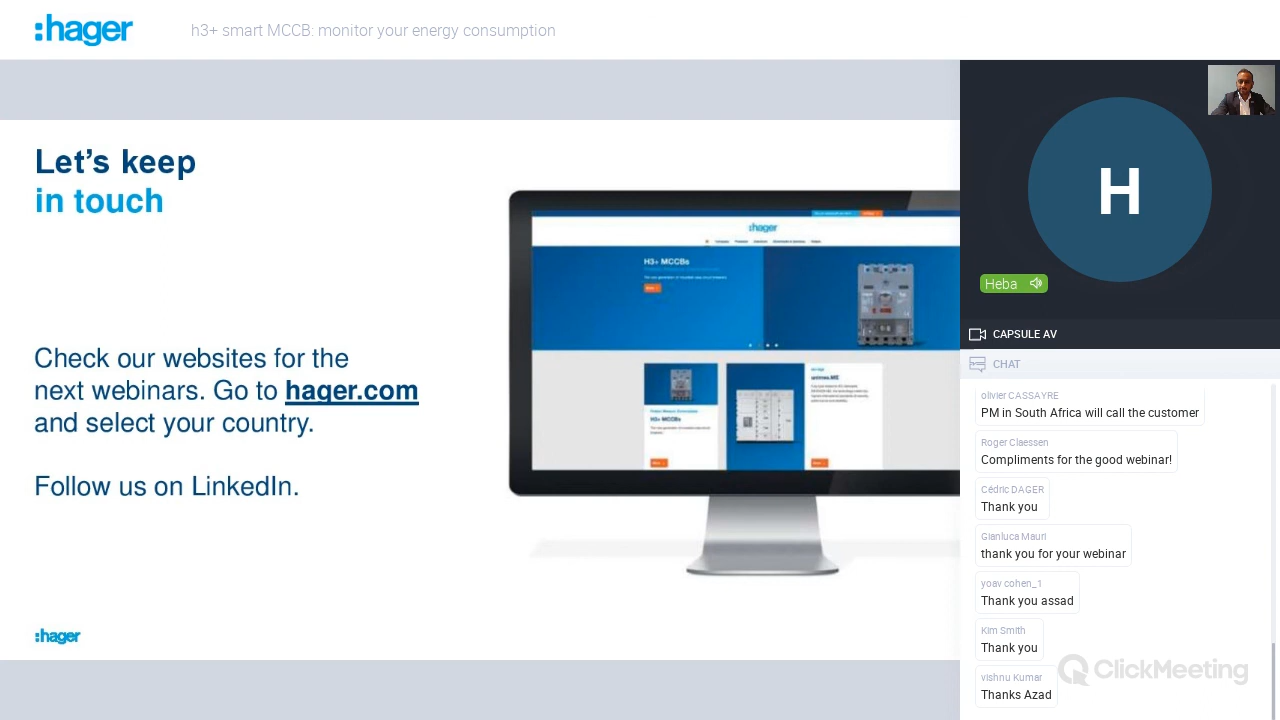 :hager
h3+ smart MCCB: monitor your energy consumption
Let's keep
in touch
Check our websites for the
next webinars. Go to hager.com
and select your country.
Follow us on LinkedIn.
:hager
:hager
H3+ MCCBs
H3+ MCCBs
H
Heba
CAPSULE AV
CHAT
olivier CASSAYRE
PM in South Africa will call the customer
Roger Claessen
Compliments for the good webinar!
Cédric DAGER
Thank you
Gianluca Mauri
thank you for your webinar
yoav cohen_1
Thank you assad
Kim Smith
Thank you
vishnu Kumar
Thanks Azad
ClickMeeting